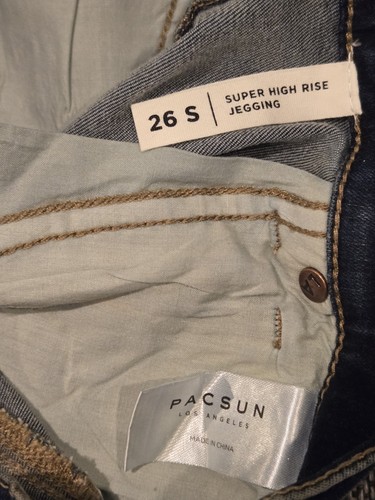 26 S
SUPER HIGH RISE
JEGGING
PACSUN
LOS ANGELES
MADE IN CHINA